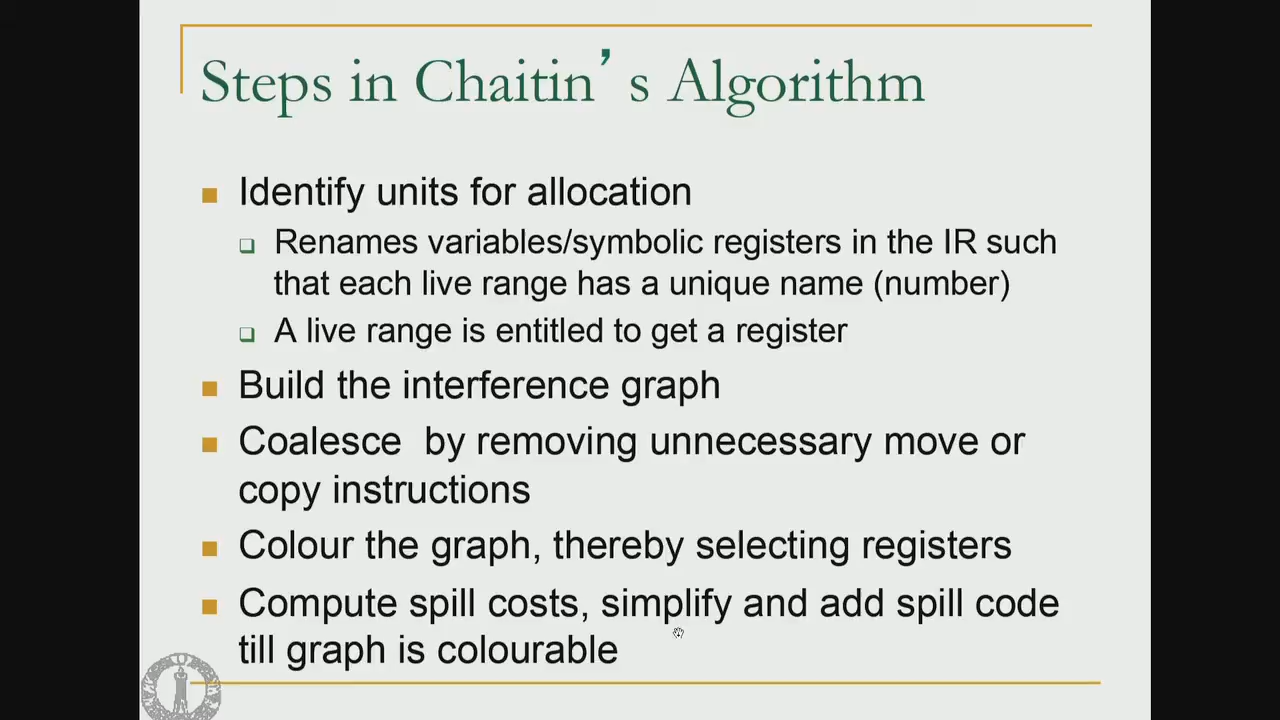 Steps in Chaitin’s Algorithm
Identify units for allocation
Renames variables/symbolic registers in the IR such
that each live range has a unique name (number)
A live range is entitled to get a register
Build the interference graph
Coalesce by removing unnecessary move or
copy instructions
Colour the graph, thereby selecting registers
Compute spill costs, simplify and add spill code
till graph is colourable